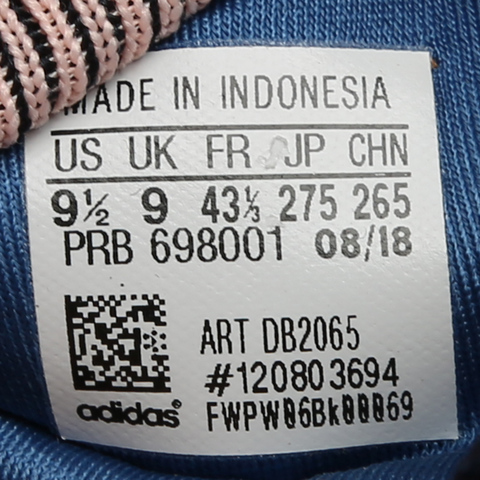 MADE IN INDONESIA
US UK FR JP CHN
9½ 9 43⅓ 275 265
PRB 698001 08/18
ART DB2065
#120803694
adidas®
FWPW06Bk00069